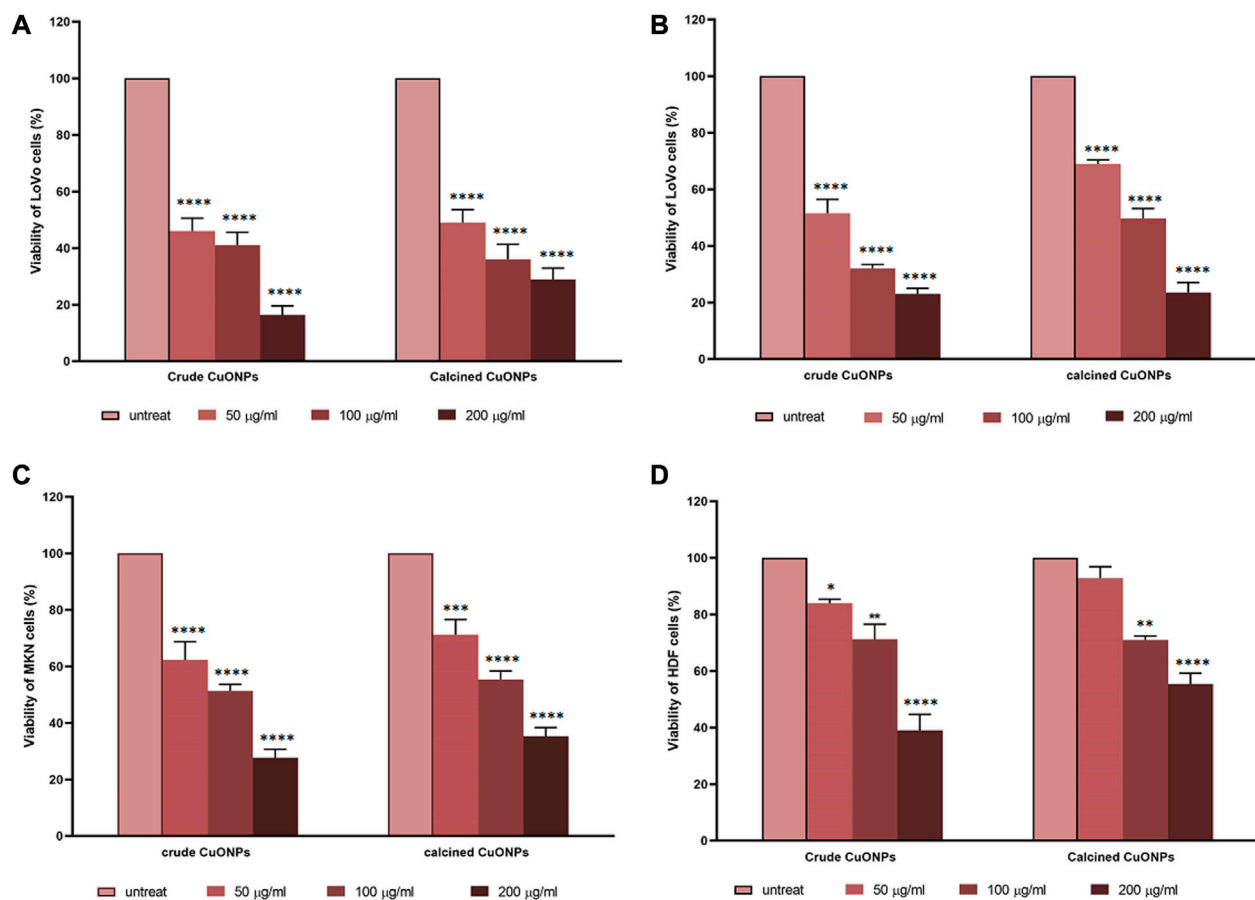 A
Viability of LoVo cells (%)
120
100
80
60
40
20
0
**** **** ****
**** **** ****
Crude CuONPs Calcined CuONPs
untreat 50 μg/ml 100 μg/ml 200 μg/ml
B
Viability of LoVo cells (%)
120
100
80
60
40
20
0
**** **** ****
**** **** ****
crude CuONPs calcined CuONPs
untreat 50 μg/ml 100 μg/ml 200 μg/ml
C
Viability of MKN cells (%)
120
100
80
60
40
20
0
**** **** ****
*** **** ****
crude CuONPs calcined CuONPs
untreat 50 μg/ml 100 μg/ml 200 μg/ml
D
Viability of HDF cells (%)
120
100
80
60
40
20
0
* ** ****
** ****
Crude CuONPs Calcined CuONPs
untreat 50 μg/ml 100 μg/ml 200 μg/ml